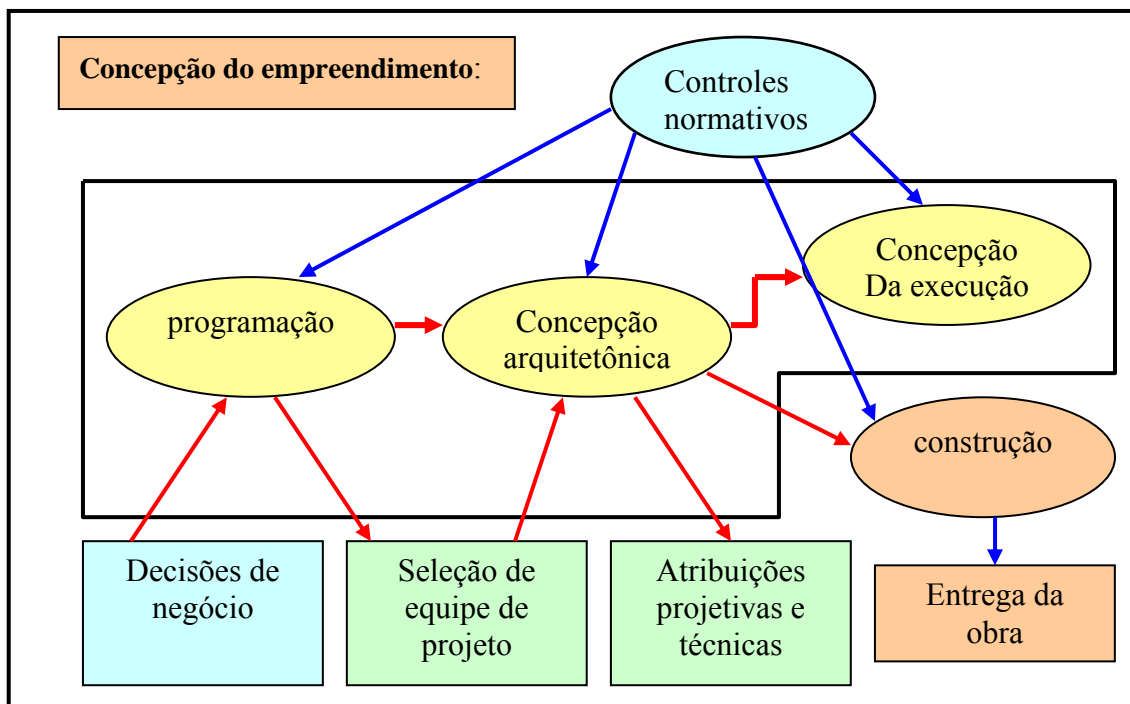 Concepção do empreendimento:
Controles
normativos
Concepção
Da execução
programação
Concepção
arquitetônica
construção
Decisões de
negócio
Seleção de
equipe de
projeto
Atribuições
projetivas e
técnicas
Entrega da
obra